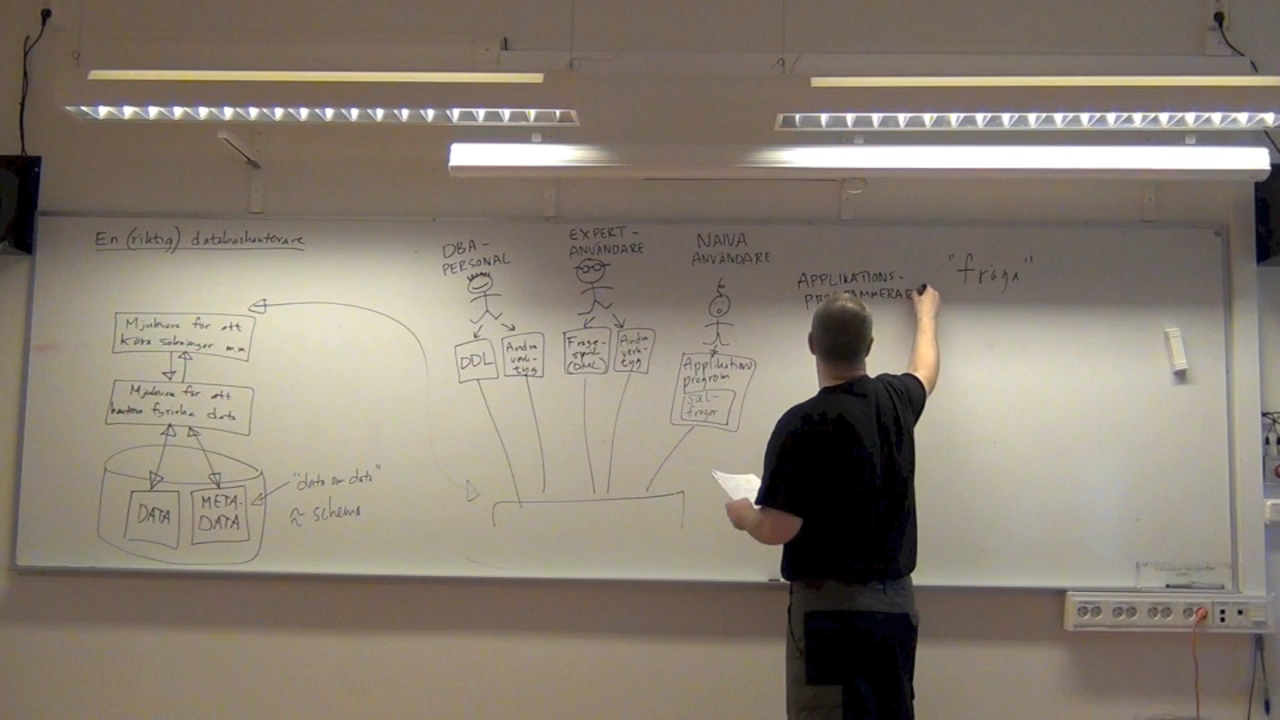 En (riktig) databashanterare
Mjukvara för att
köra sökningar m.m
Mjukvara för att
hantera fysiska data
DATA
META-
DATA
"data om data"
≈ schema
DBA-
PERSONAL
DDL
Andra
verk-
tyg
EXPERT-
ANVÄNDARE
Fråge-
språk
(DML)
Andra
verk-
tyg
NAIVA
ANVÄNDARE
Applikations
program
SQL-
frågor
APPLIKATIONS-
PROGRAMMERAR
"fråga"